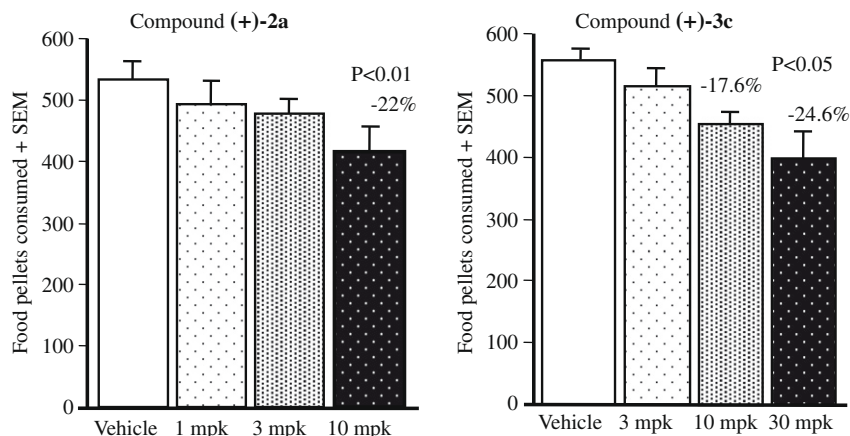 Compound (+)-2a
Food pellets consumed + SEM
600
500
400
300
200
100
0
P<0.01
-22%
Vehicle 1 mpk 3 mpk 10 mpk
Compound (+)-3c
Food pellets consumed + SEM
600
500
400
300
200
100
0
-17.6%
P<0.05
-24.6%
Vehicle 3 mpk 10 mpk 30 mpk